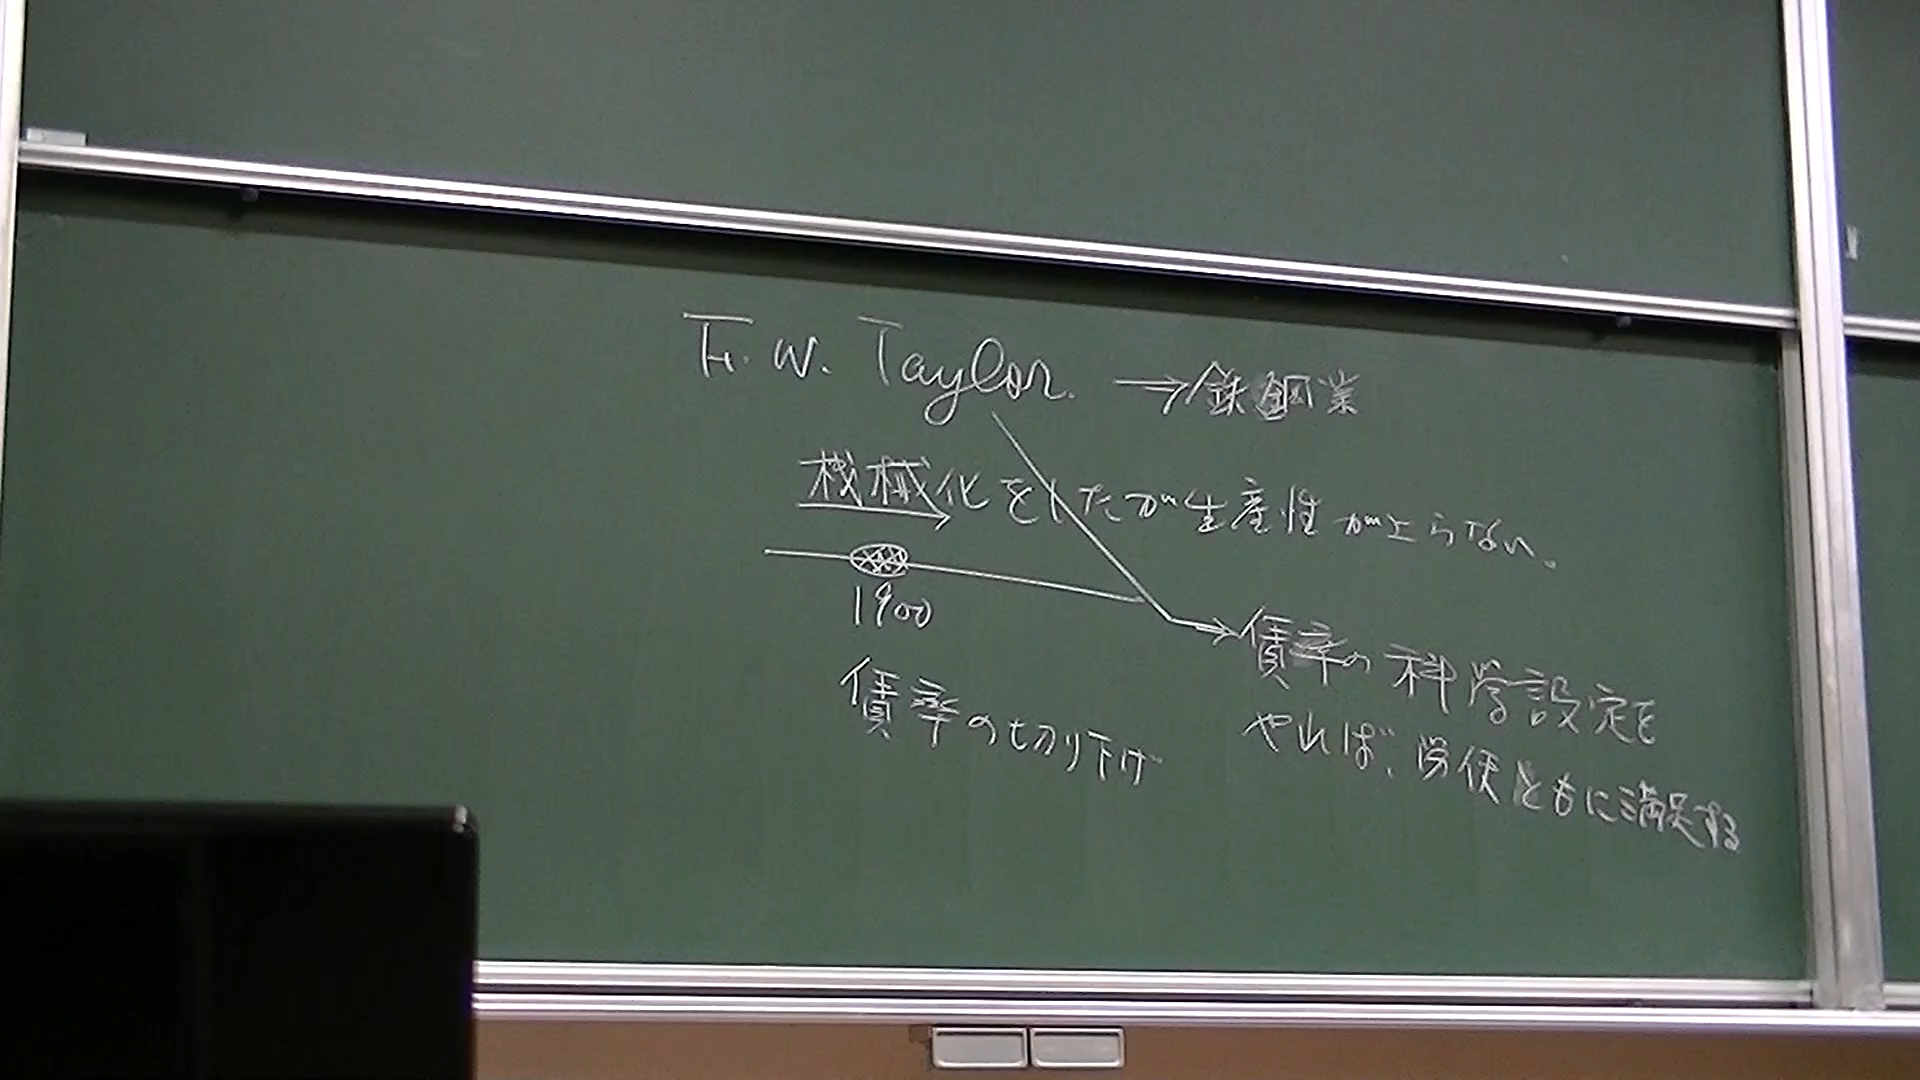 F. W. Taylor. →鉄鋼業
機械化をしたが生産性が上らない。
1900
賃率の切り下げ
賃率の科学設定を
やれば、労使ともに満足する